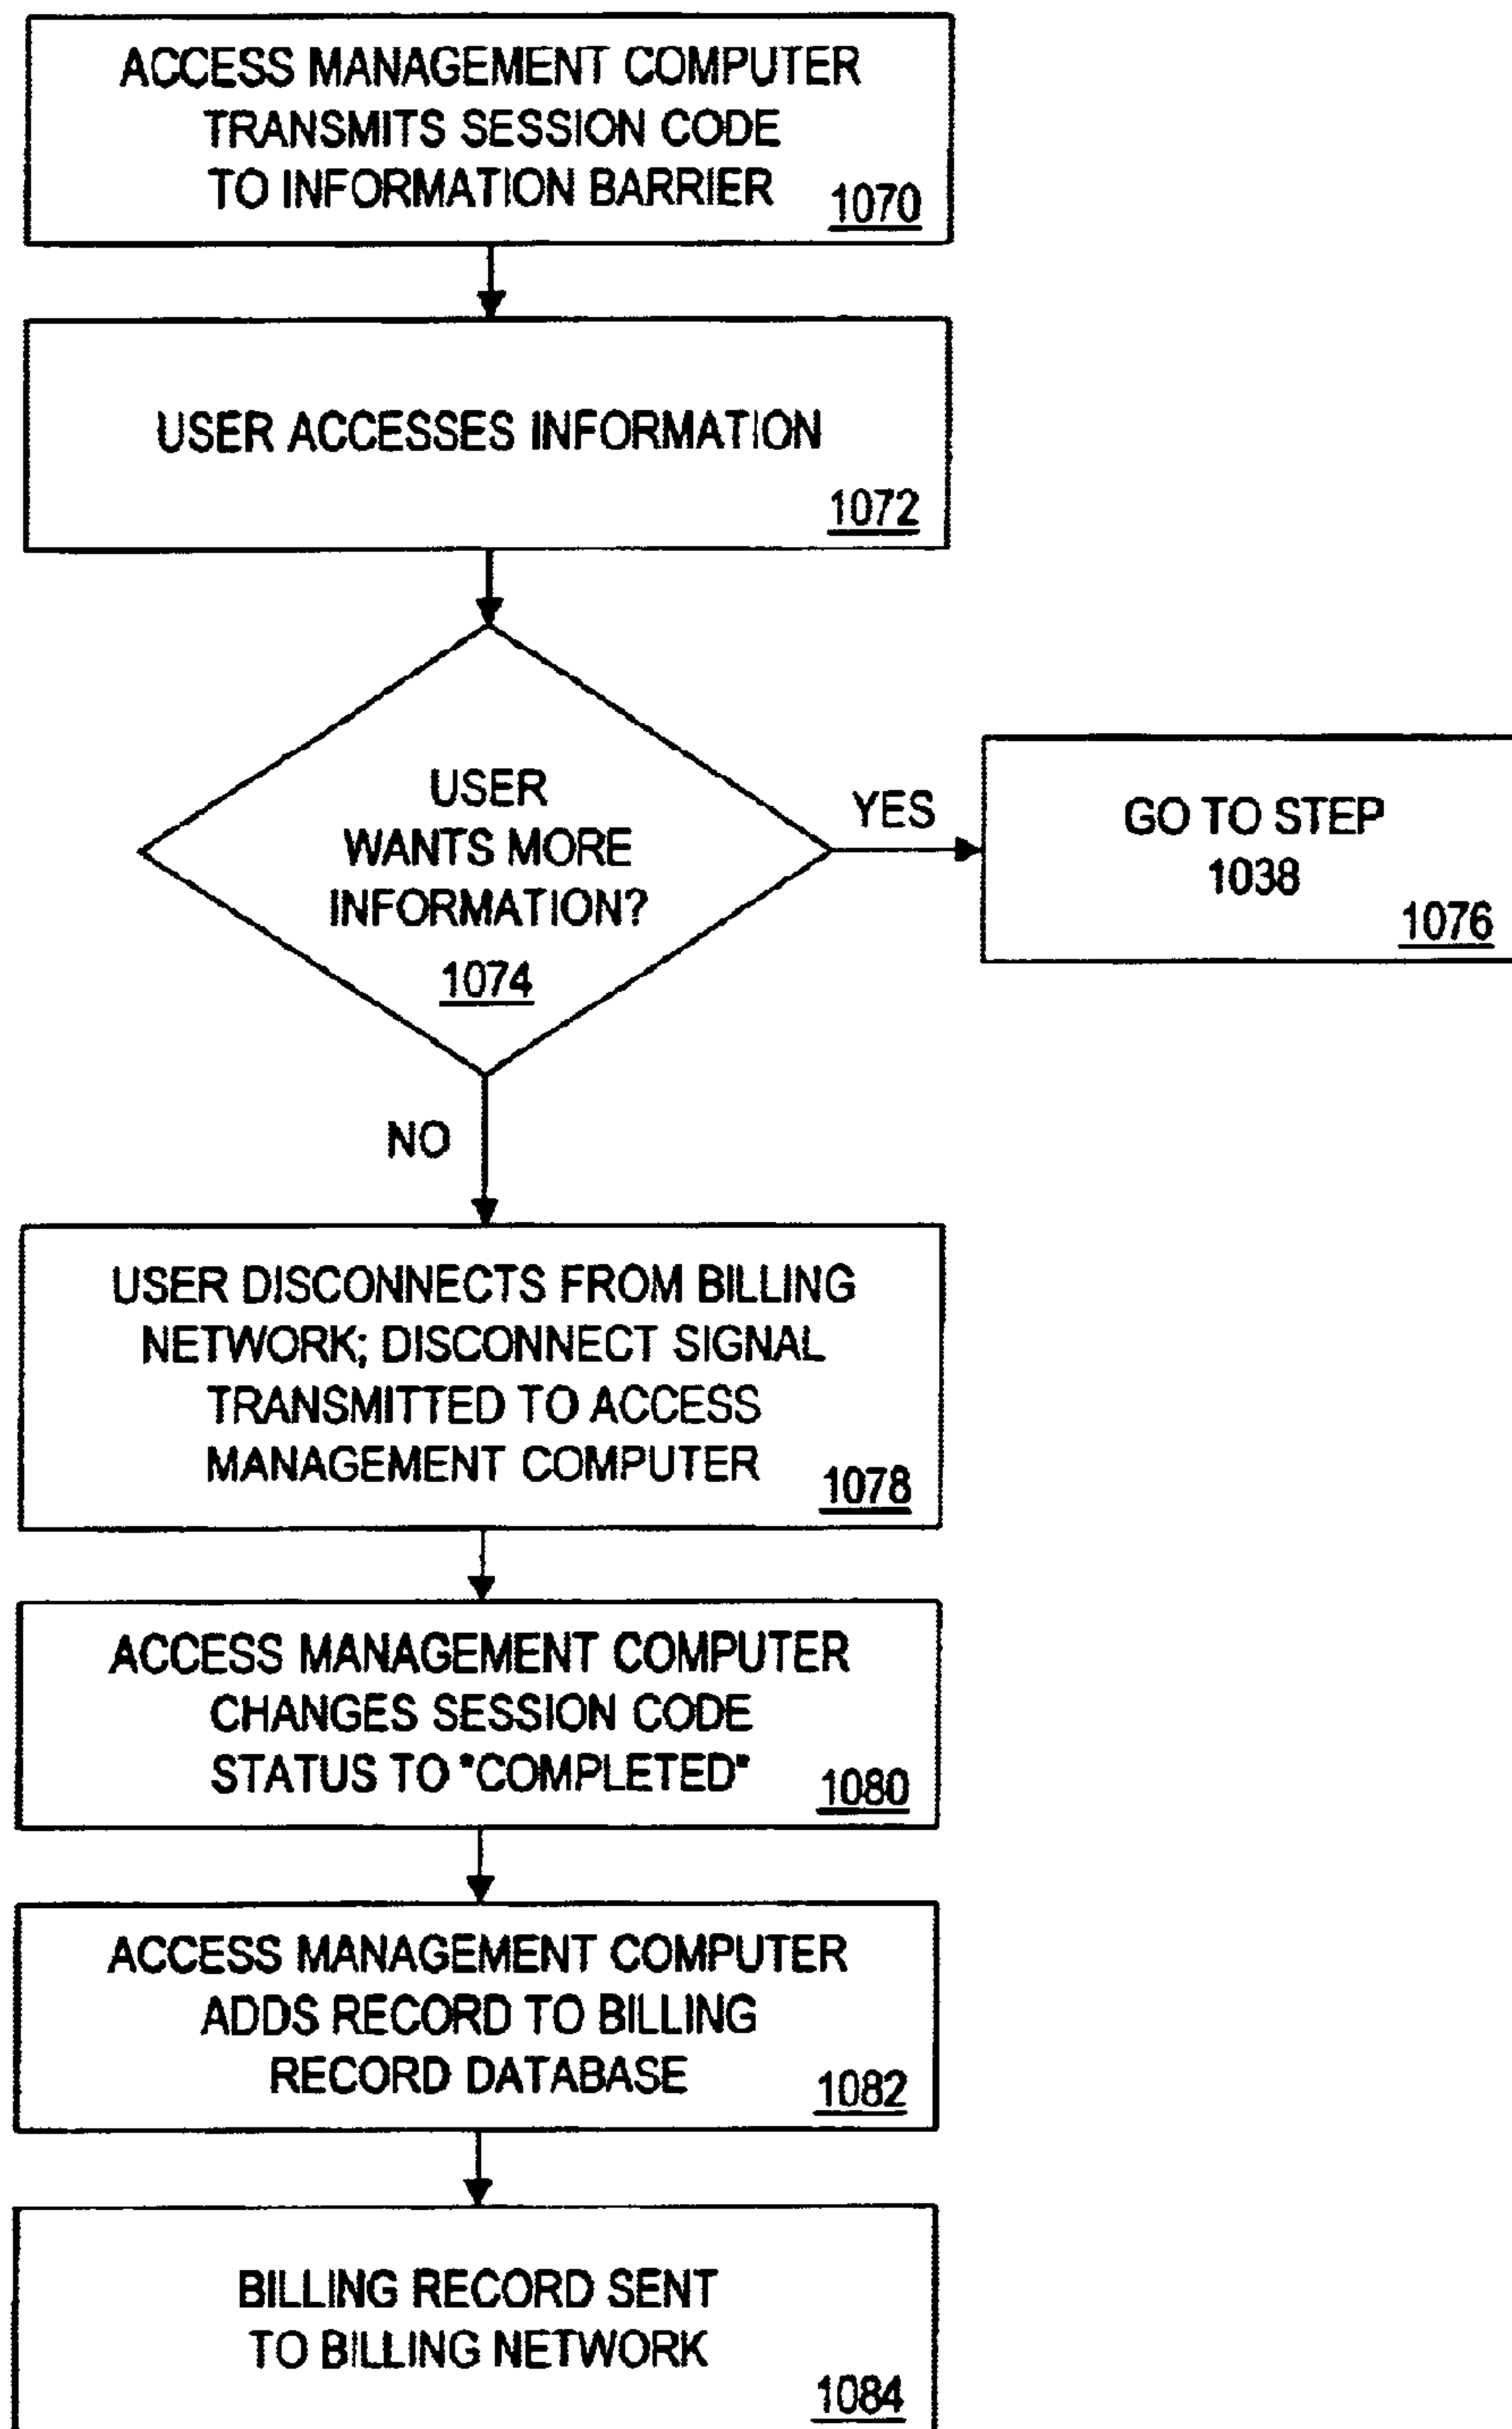 ACCESS MANAGEMENT COMPUTER
TRANSMITS SESSION CODE
TO INFORMATION BARRIER
1070
USER ACCESSES INFORMATION
1072
USER
WANTS MORE
INFORMATION?
1074
YES
GO TO STEP
1038
1076
NO
USER DISCONNECTS FROM BILLING
NETWORK; DISCONNECT SIGNAL
TRANSMITTED TO ACCESS
MANAGEMENT COMPUTER
1078
ACCESS MANAGEMENT COMPUTER
CHANGES SESSION CODE
STATUS TO "COMPLETED"
1080
ACCESS MANAGEMENT COMPUTER
ADDS RECORD TO BILLING
RECORD DATABASE
1082
BILLING RECORD SENT
TO BILLING NETWORK
1084